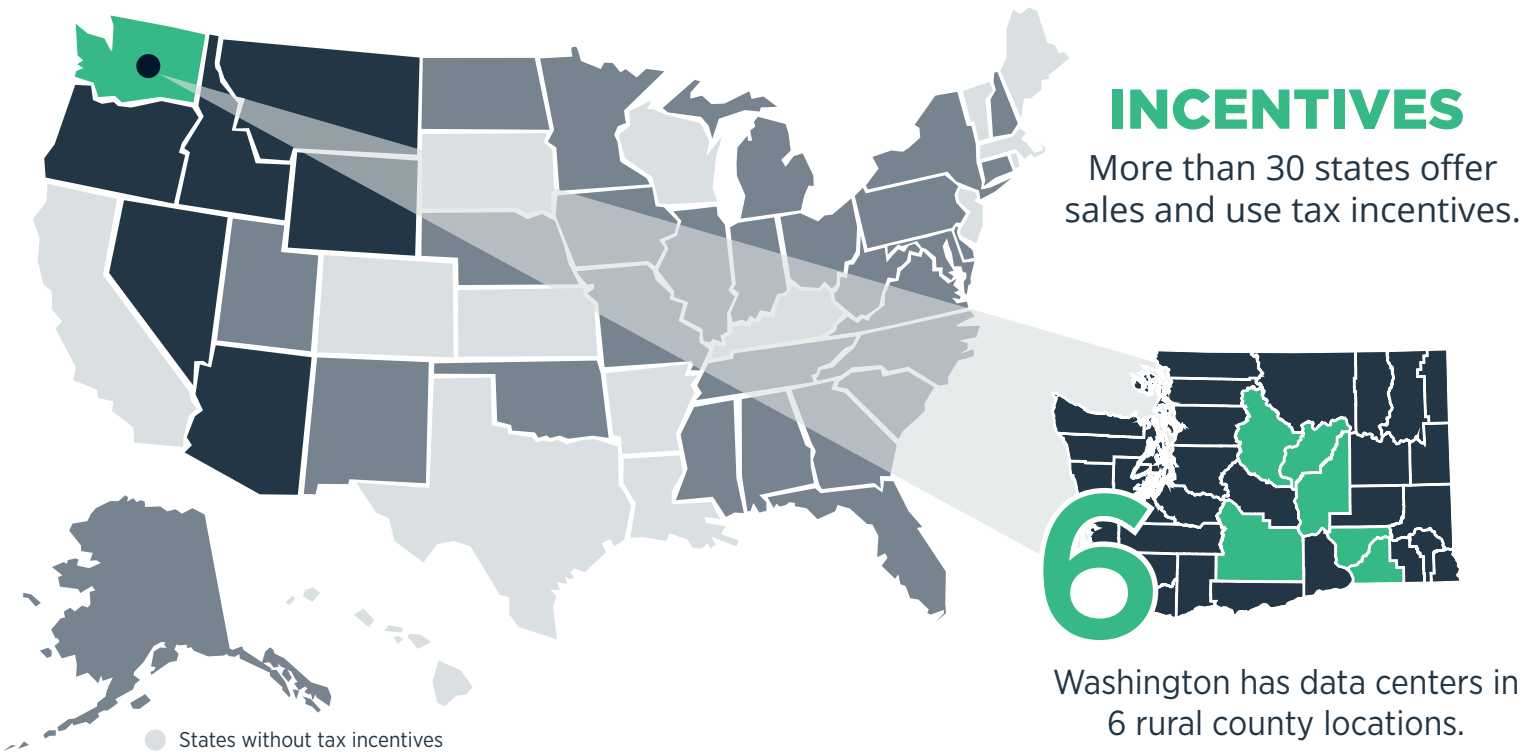 INCENTIVES
More than 30 states offer
sales and use tax incentives.
6
Washington has data centers in
6 rural county locations.
States without tax incentives